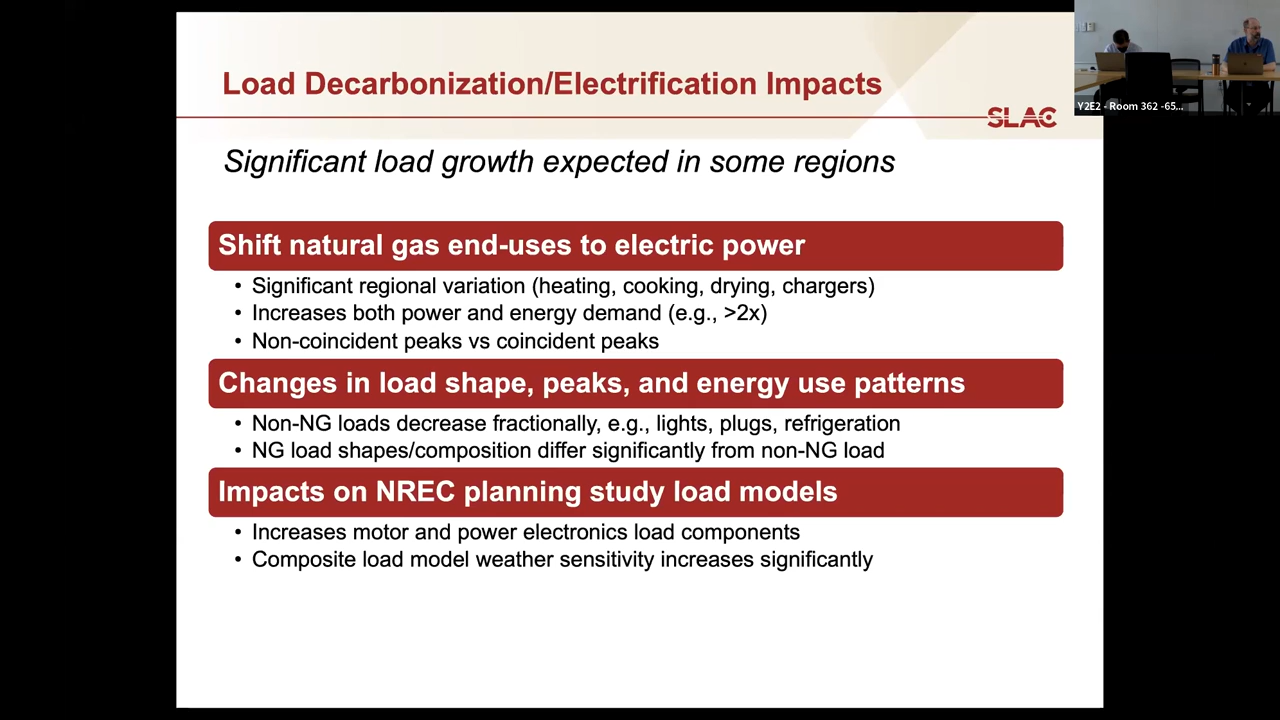 Load Decarbonization/Electrification Impacts
SLAC
Significant load growth expected in some regions
Shift natural gas end-uses to electric power
• Significant regional variation (heating, cooking, drying, chargers)
• Increases both power and energy demand (e.g., >2x)
• Non-coincident peaks vs coincident peaks
Changes in load shape, peaks, and energy use patterns
• Non-NG loads decrease fractionally, e.g., lights, plugs, refrigeration
• NG load shapes/composition differ significantly from non-NG load
Impacts on NREC planning study load models
• Increases motor and power electronics load components
• Composite load model weather sensitivity increases significantly
Y2E2 - Room 362 -65...